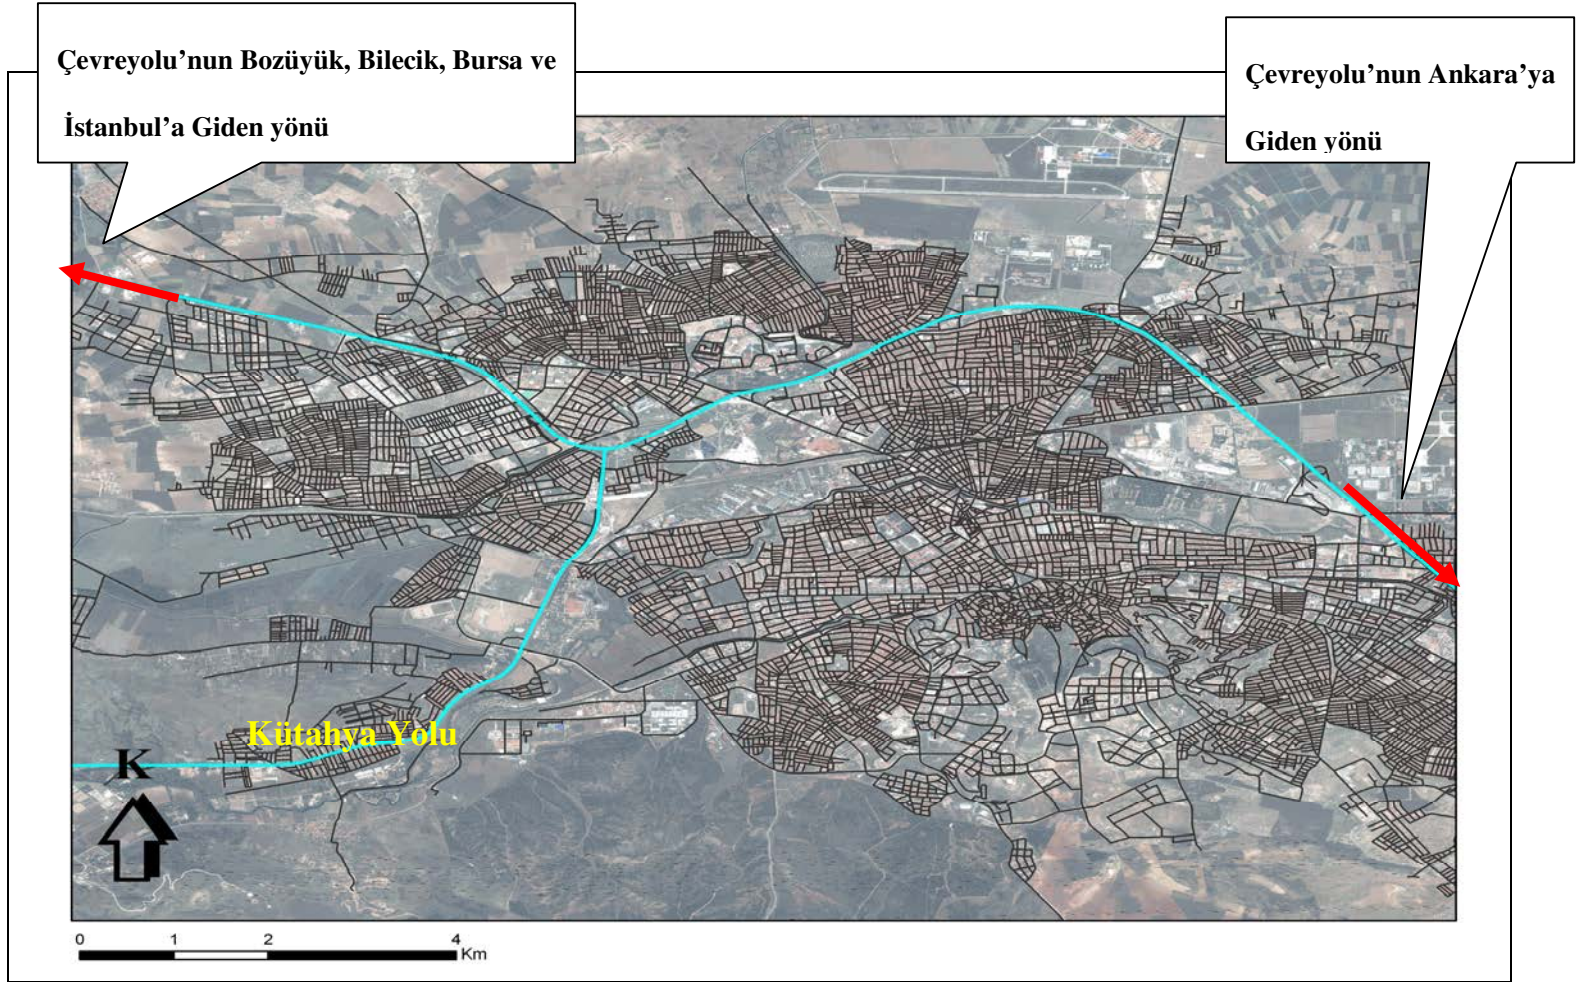 Çevreyolu’nun Bozüyük, Bilecik, Bursa ve
İstanbul’a Giden yönü
Çevreyolu’nun Ankara’ya
Giden yönü
Kütahya Yolu
K
0 1 2 4
Km